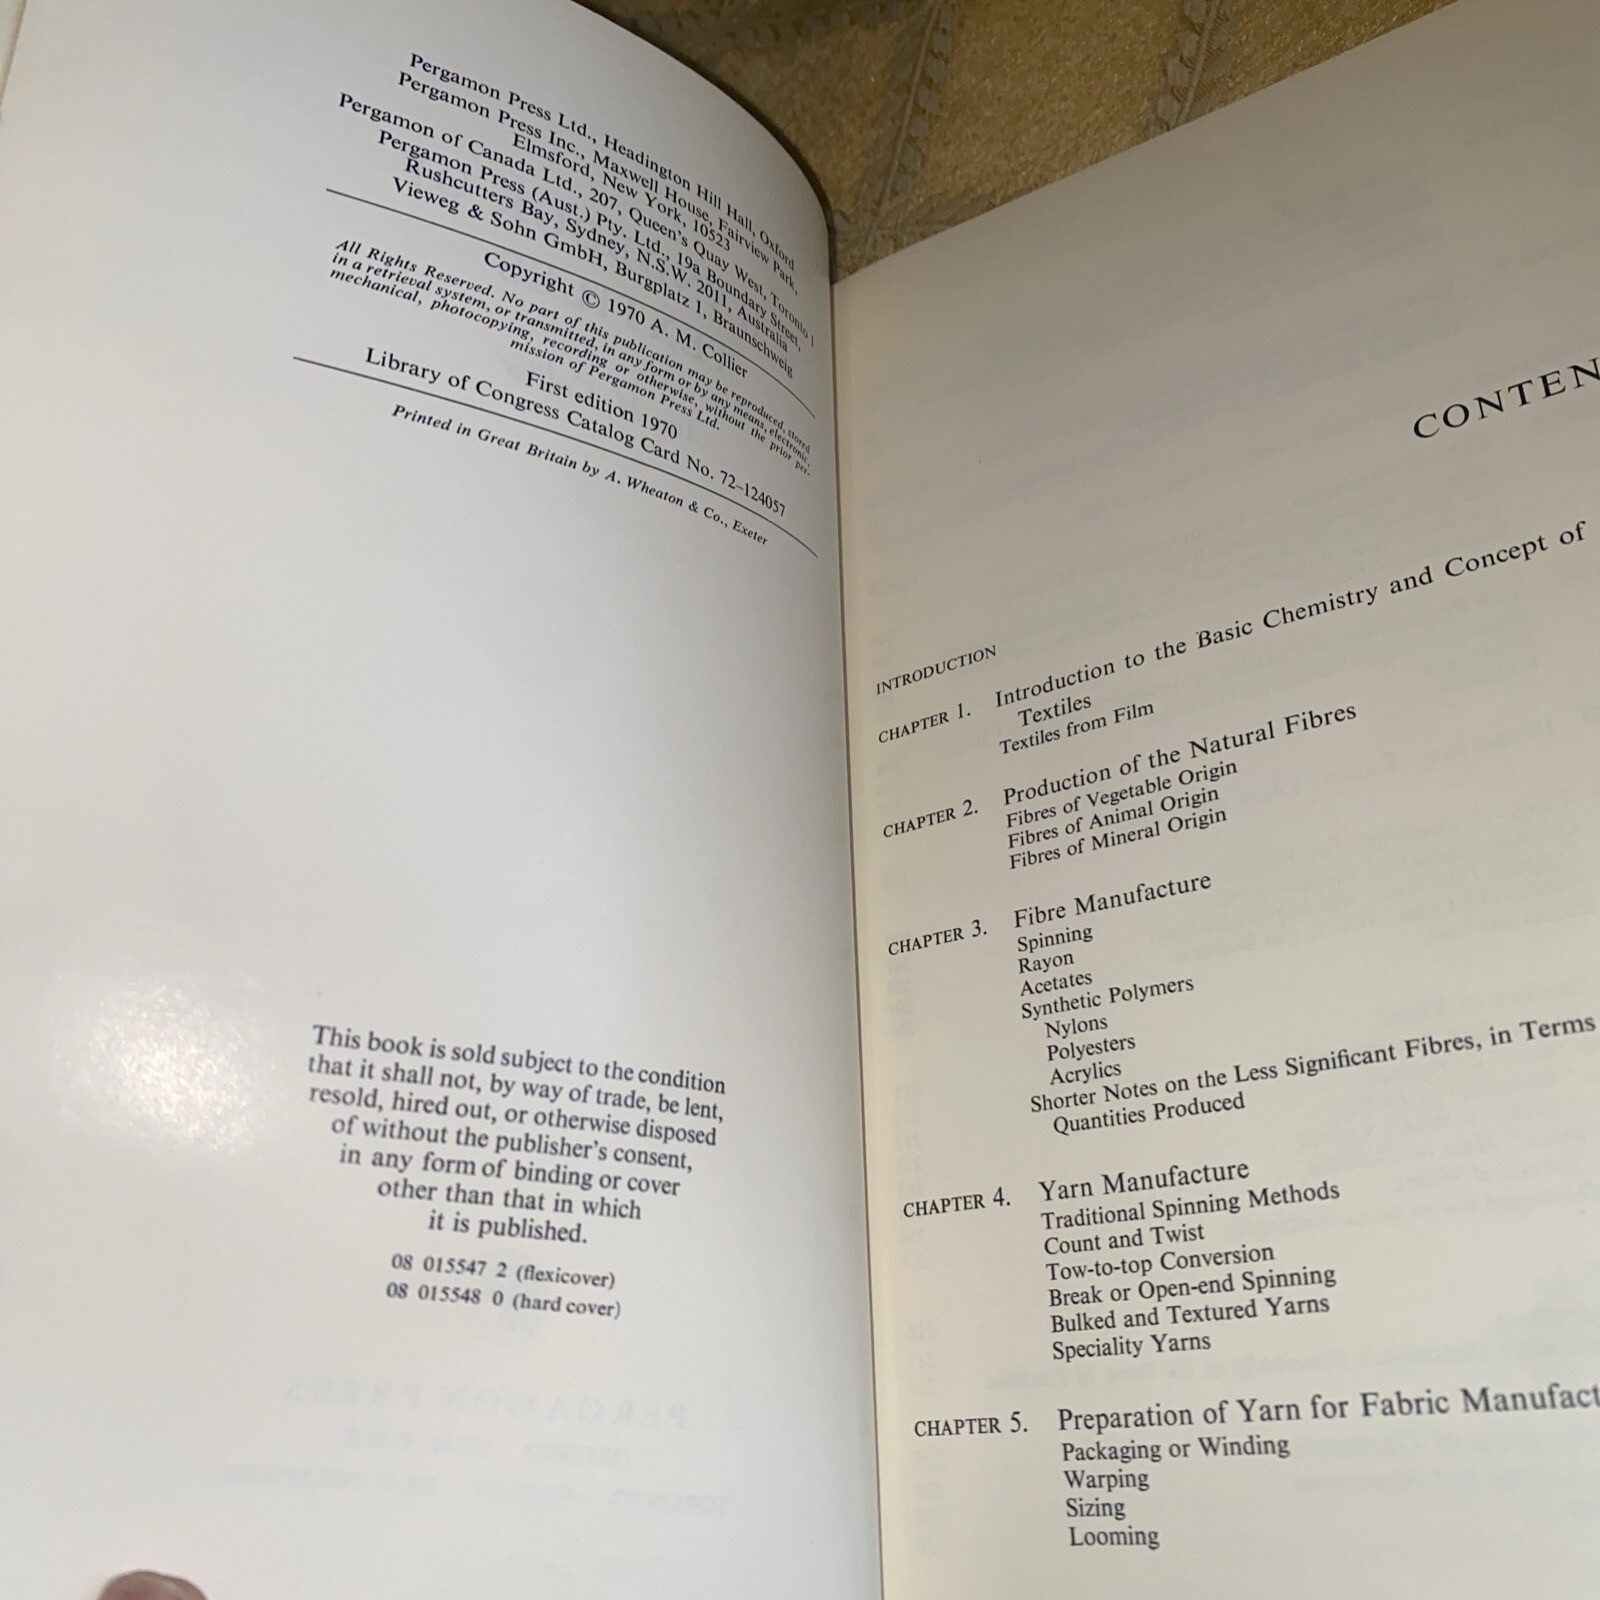 Pergamon Press Ltd., Headington Hill Hall, Oxford
Pergamon Press Inc., Maxwell House, Fairview Park,
Elmsford, New York, 10523
Pergamon of Canada Ltd., 207, Queen's Quay West, Toronto 1
Pergamon Press (Aust.) Pty. Ltd., 19a Boundary Street,
Rushcutters Bay, Sydney, N.S.W. 2011, Australia
Vieweg & Sohn GmbH, Burgplatz 1, Braunschweig
Copyright © 1970 A. M. Collier
All Rights Reserved. No part of this publication may be reproduced, stored
in a retrieval system, or transmitted, in any form or by any means, electronic,
mechanical, photocopying, recording or otherwise, without the prior per-
mission of Pergamon Press Ltd.
First edition 1970
Library of Congress Catalog Card No. 72–124057
Printed in Great Britain by A. Wheaton & Co., Exeter
This book is sold subject to the condition
that it shall not, by way of trade, be lent,
resold, hired out, or otherwise disposed
of without the publisher's consent,
in any form of binding or cover
other than that in which
it is published.
08 015547 2 (flexicover)
08 015548 0 (hard cover)
CONTEN
INTRODUCTION
CHAPTER 1. Introduction to the Basic Chemistry and Concept of
Textiles
Textiles from Film
CHAPTER 2. Production of the Natural Fibres
Fibres of Vegetable Origin
Fibres of Animal Origin
Fibres of Mineral Origin
CHAPTER 3. Fibre Manufacture
Spinning
Rayon
Acetates
Synthetic Polymers
Nylons
Polyesters
Acrylics
Shorter Notes on the Less Significant Fibres, in Terms
Quantities Produced
CHAPTER 4. Yarn Manufacture
Traditional Spinning Methods
Count and Twist
Tow-to-top Conversion
Break or Open-end Spinning
Bulked and Textured Yarns
Speciality Yarns
CHAPTER 5. Preparation of Yarn for Fabric Manufact
Packaging or Winding
Warping
Sizing
Looming